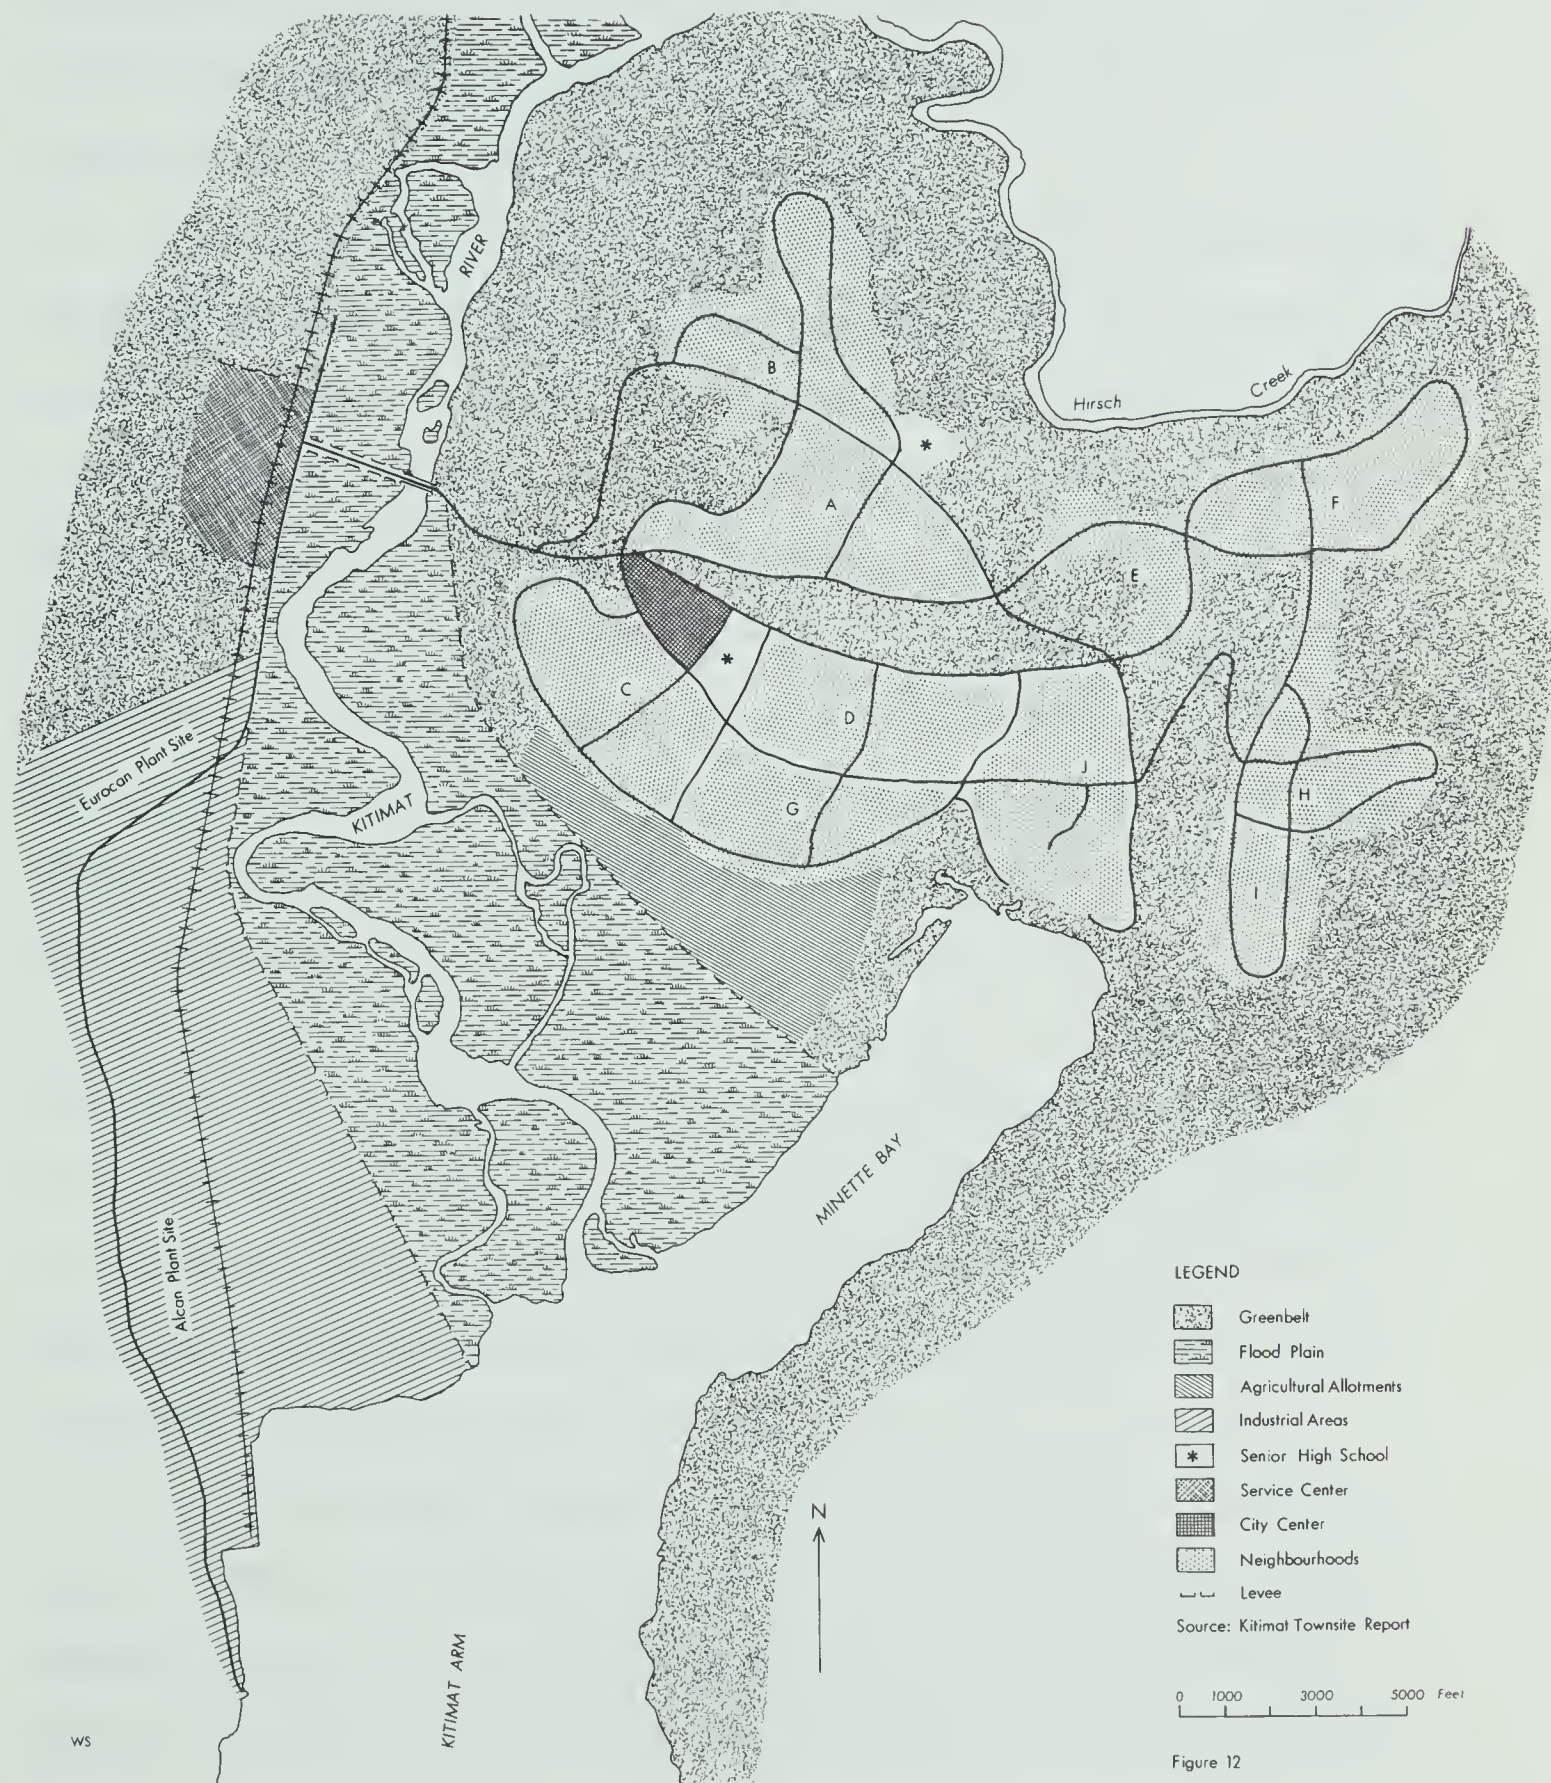 RIVER
B
Hirsch
Creek
*
F
A
E
*
C
D
J
Eurocan Plant Site
KITIMAT
G
H
I
MINETTE BAY
Alcan Plant Site
LEGEND
Greenbelt
Flood Plain
Agricultural Allotments
Industrial Areas
* Senior High School
Service Center
City Center
Neighbourhoods
Levee
Source: Kitimat Townsite Report
N
KITIMAT ARM
0 1000 3000 5000 Feet
WS
Figure 12